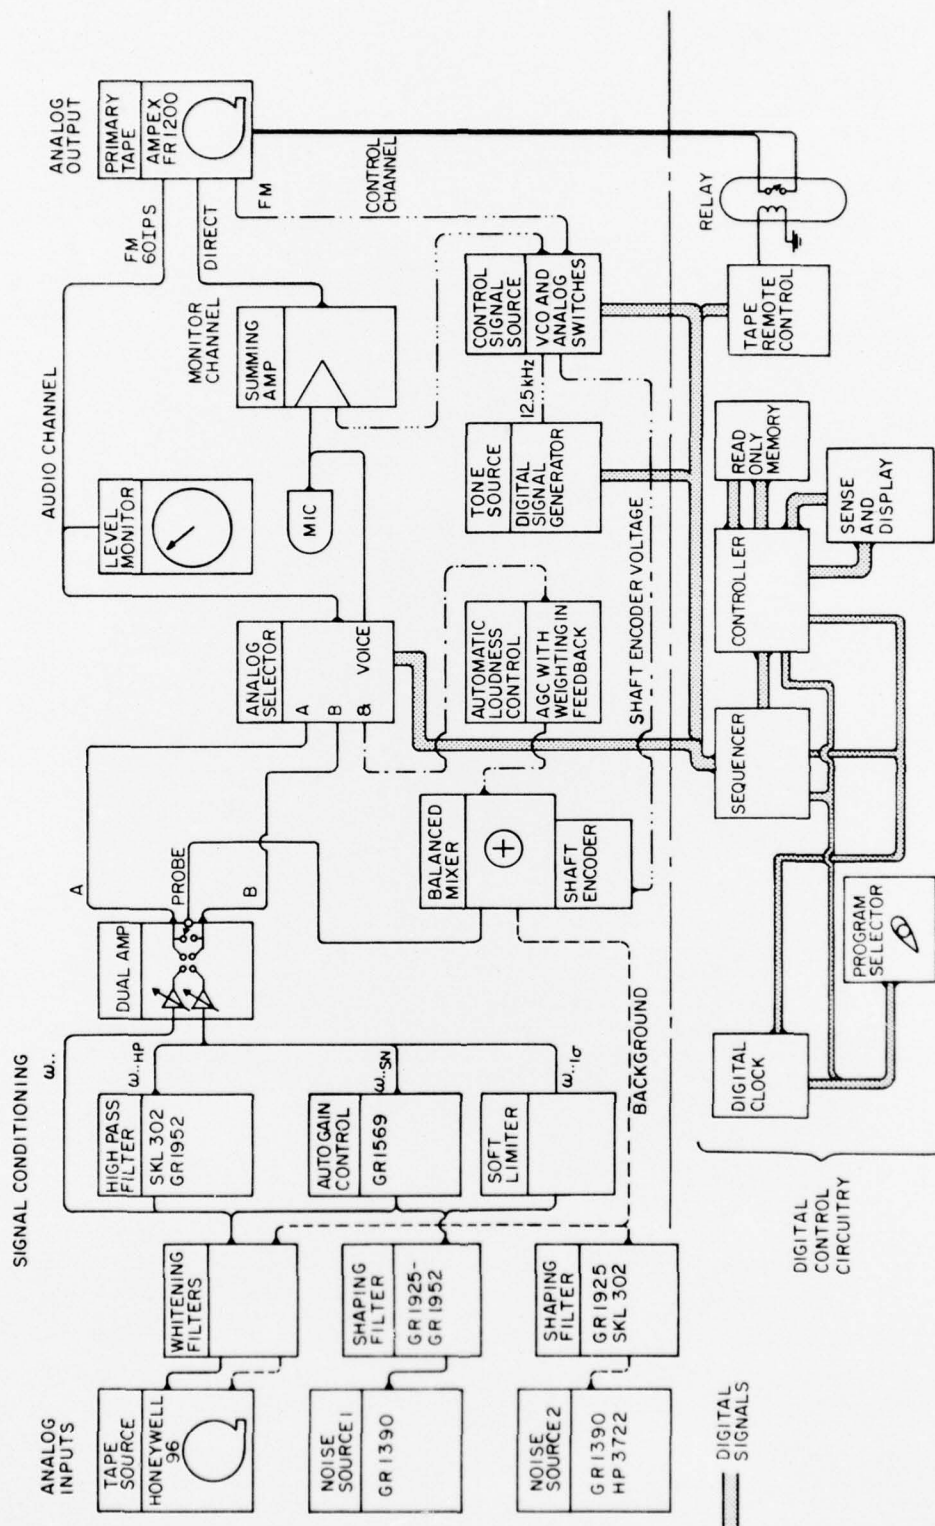 ANALOG
INPUTS
SIGNAL CONDITIONING
ANALOG
OUTPUT
TAPE
SOURCE
HONEYWELL
96
WHITENING
FILTERS
NOISE
SOURCE 1
GR 1390
SHAPING
FILTER
GR 1925-
GR 1952
NOISE
SOURCE 2
GR 1390
HP 3722
SHAPING
FILTER
GR 1925
SKL 302
ω..
HIGH PASS
FILTER
SKL 302
GR1952
ω..HP
AUTO GAIN
CONTROL
GR1569
ω..SN
SOFT
LIMITER
ω..1σ
BACKGROUND
DUAL AMP
A
PROBE
B
BALANCED
MIXER
+
SHAFT
ENCODER
ANALOG
SELECTOR
A
B
&
VOICE
AUTOMATIC
LOUDNESS
CONTROL
AGC WITH
WEIGHTING IN
FEEDBACK
SHAFT ENCODER VOLTAGE
AUDIO CHANNEL
LEVEL
MONITOR
MIC
TONE
SOURCE
DIGITAL
SIGNAL
GENERATOR
12.5 kHz
MONITOR
CHANNEL
SUMMING
AMP
CONTROL
SIGNAL
SOURCE
VCO AND
ANALOG
SWITCHES
FM
60 IPS
DIRECT
FM
CONTROL
CHANNEL
PRIMARY
TAPE
AMPEX
FR1200
RELAY
TAPE
REMOTE
CONTROL
READ
ONLY
MEMORY
SENSE
AND
DISPLAY
CONTROLLER
SEQUENCER
PROGRAM
SELECTOR
DIGITAL
CLOCK
DIGITAL
CONTROL
CIRCUITRY
DIGITAL
SIGNALS